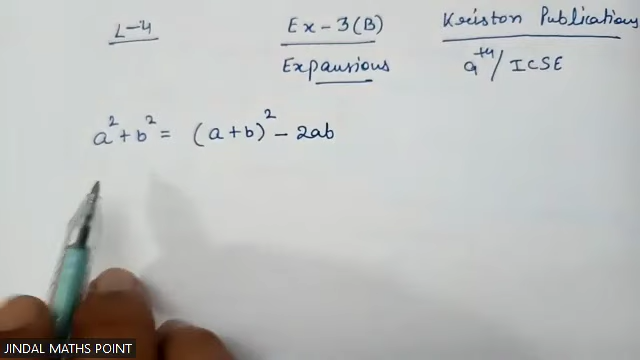 L-4
Ex-3(B)
Kriston Publications
Expansions
9th/ICSE
a² + b² = (a+b)² - 2ab
JINDAL MATHS POINT